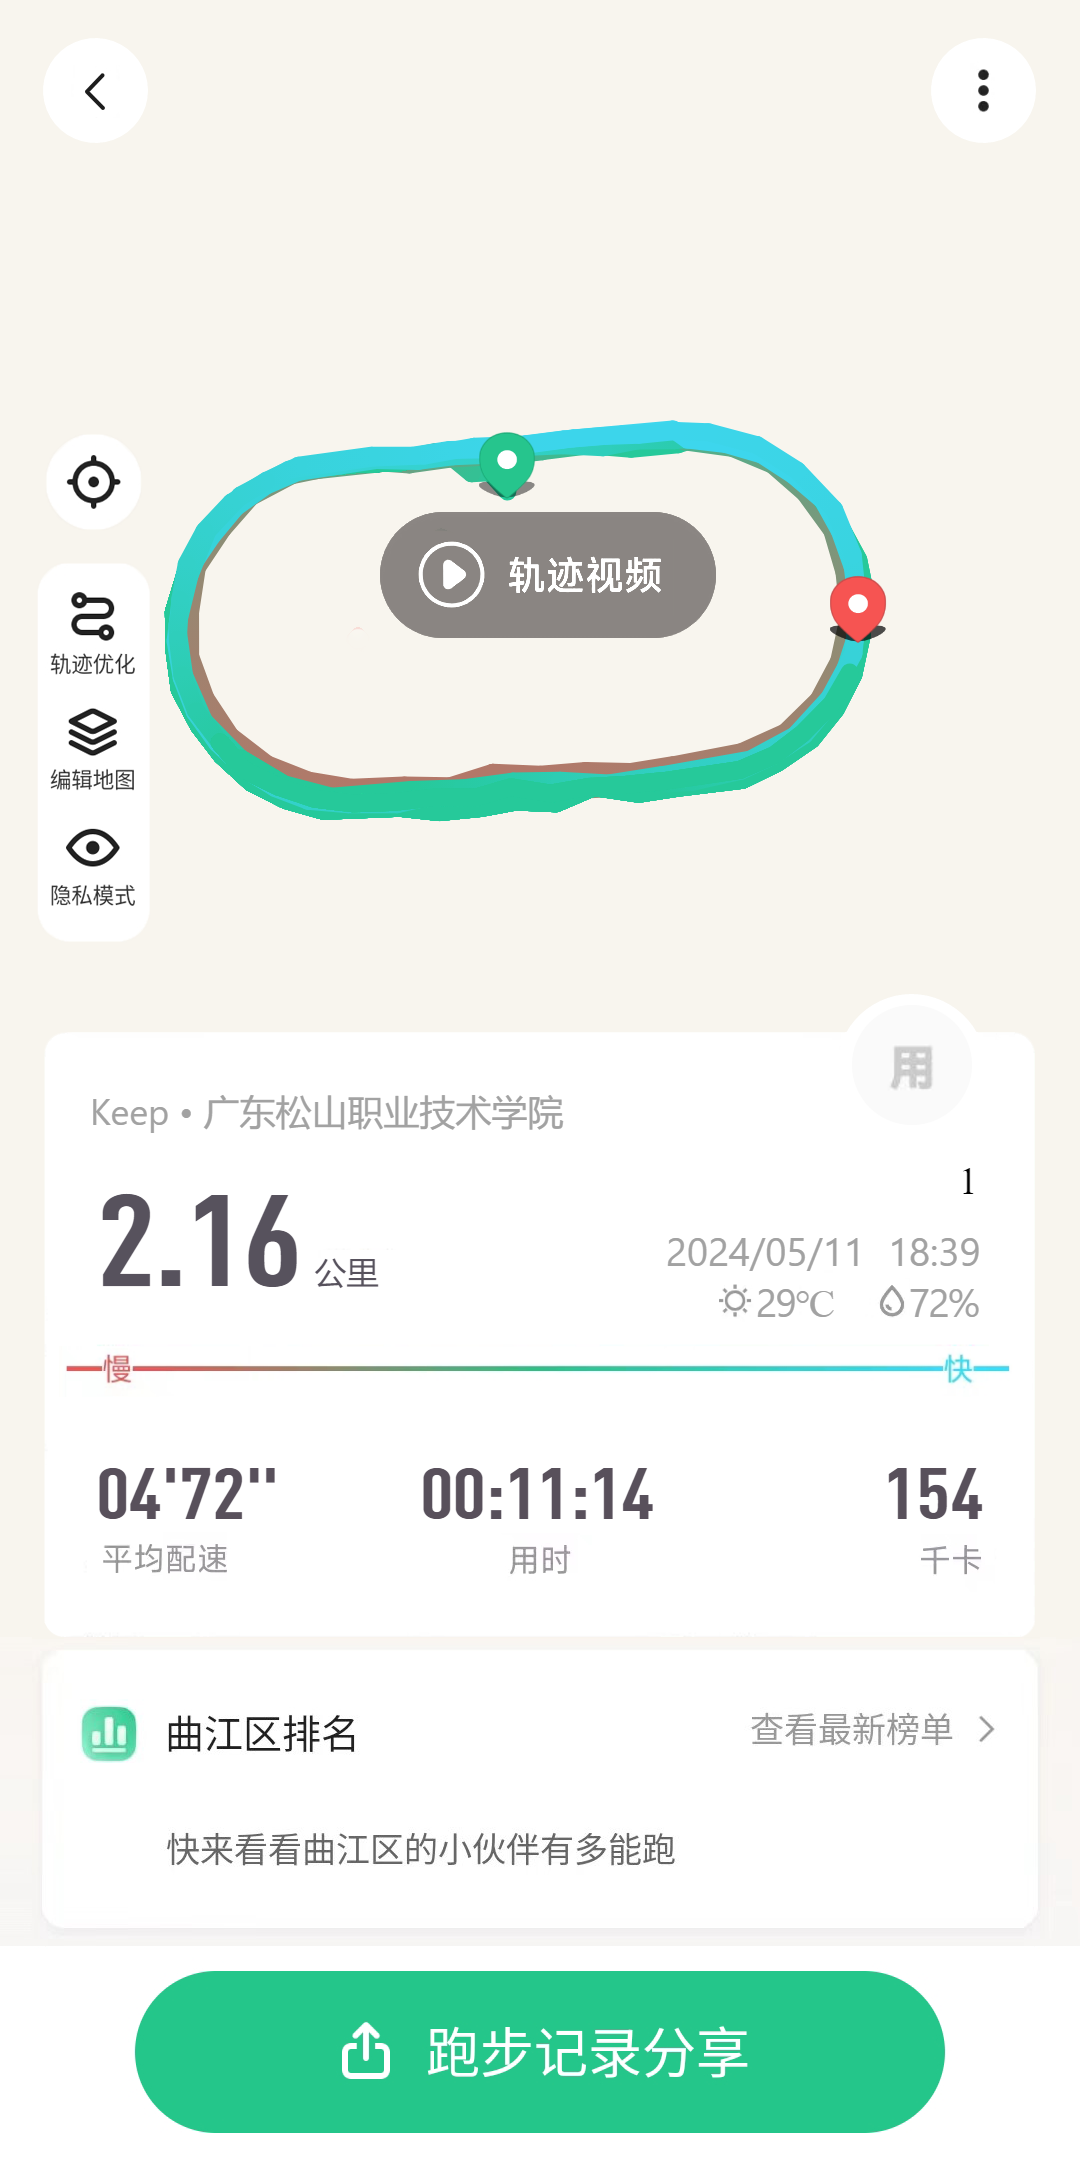 轨迹视频
轨迹优化
编辑地图
隐私模式
用
Keep • 广东松山职业技术学院
1
2.16 公里
2024/05/11 18:39
29℃ 72%
慢 快
04'72'' 00:11:14 154
平均配速 用时 千卡
曲江区排名 查看最新榜单
快来看看曲江区的小伙伴有多能跑
跑步记录分享